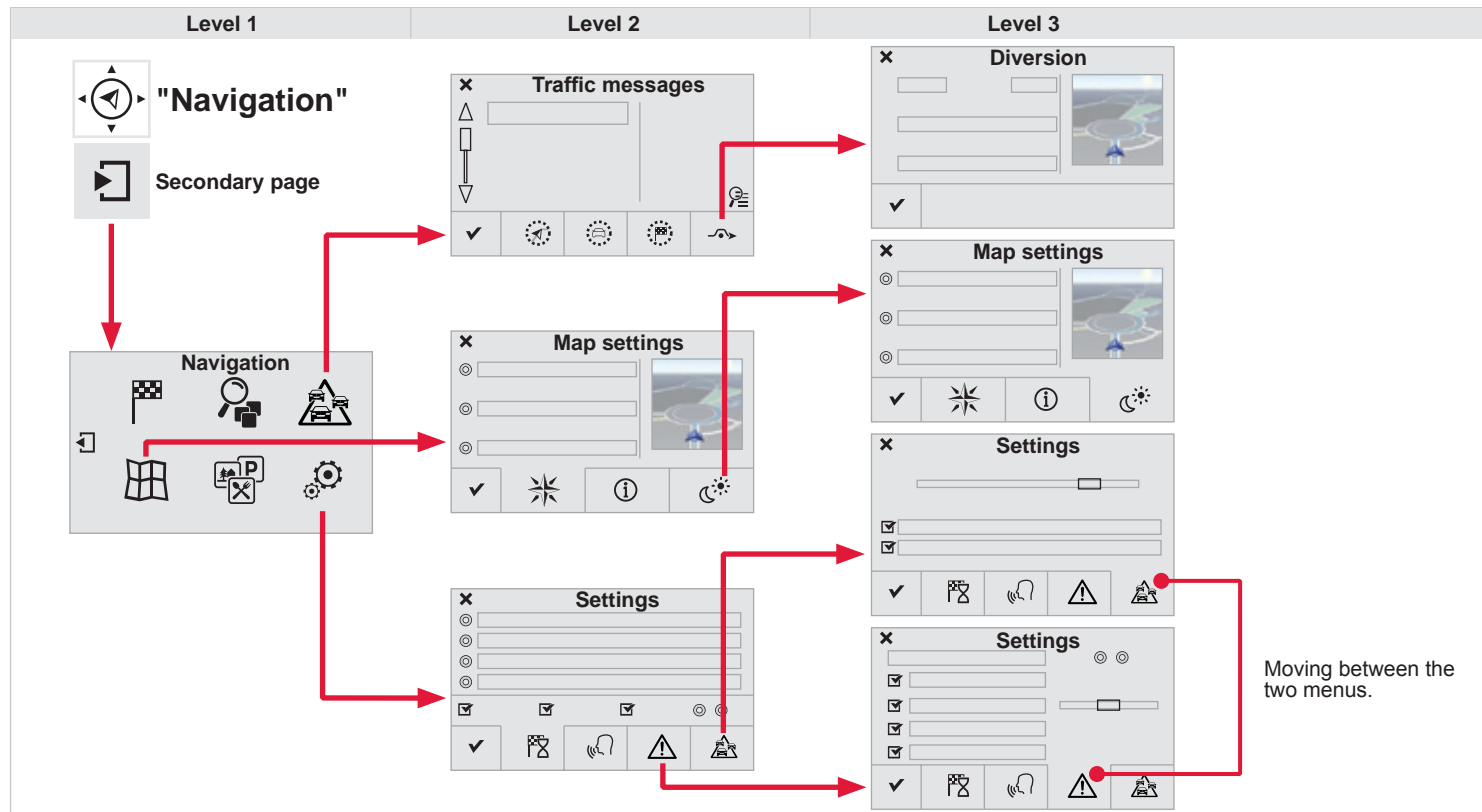 Level 1
Level 2
Level 3
"Navigation"
Secondary page
Navigation
Traffic messages
Map settings
Settings
Diversion
Map settings
Settings
Settings
Moving between the
two menus.